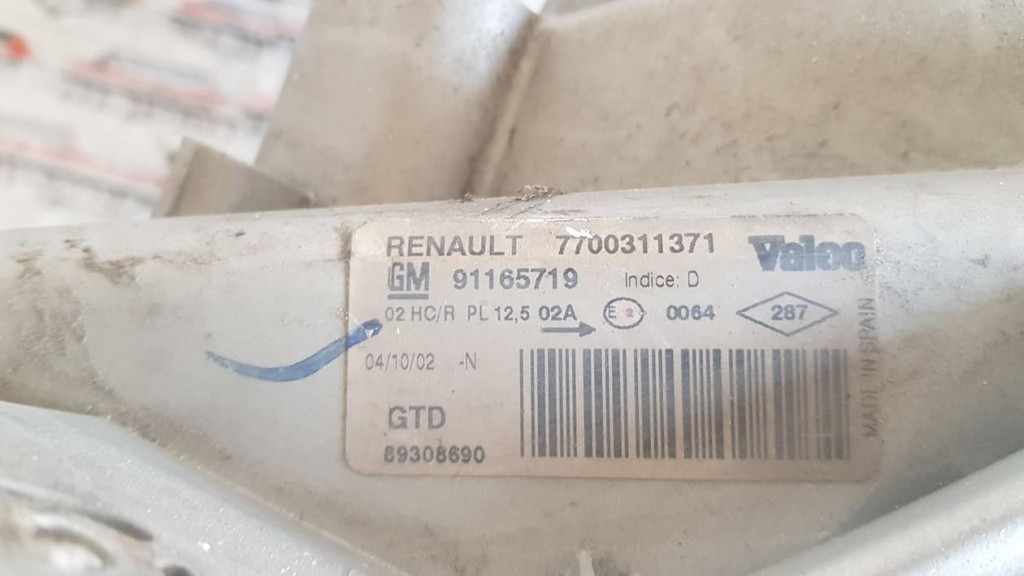 RENAULT 7700311371 Valeo
GM 91165719 Indice: D
02 HC/R PL 12,5 02A E 2 0064 287
04/10/02 -N
GTD
89308690
MADE IN SPAIN